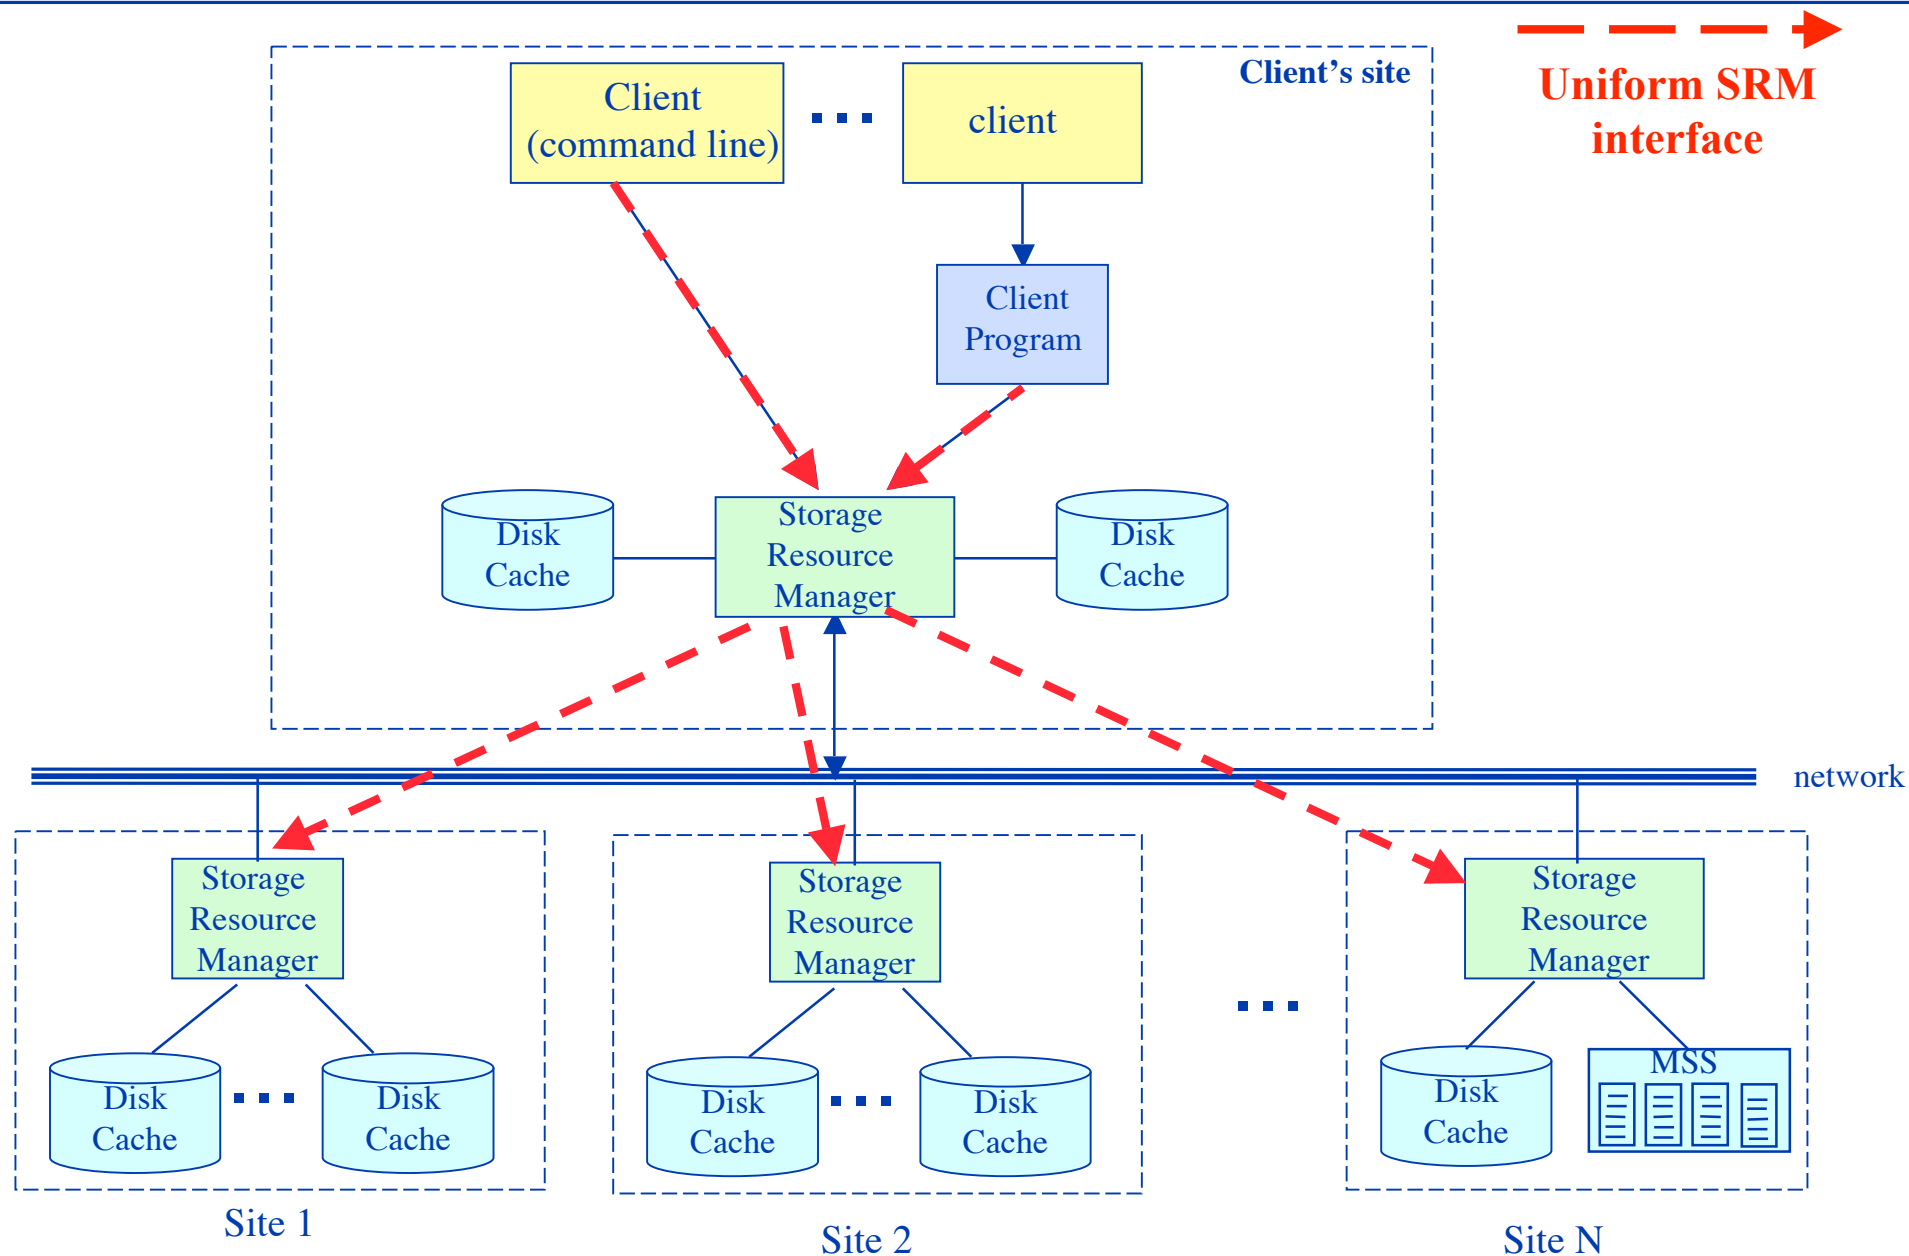 Uniform SRM
interface
Client's site
Client
(command line)
client
Client
Program
Storage
Resource
Manager
Disk
Cache
Disk
Cache
network
Storage
Resource
Manager
Disk
Cache
Disk
Cache
Site 1
Storage
Resource
Manager
Disk
Cache
Disk
Cache
Site 2
Storage
Resource
Manager
Disk
Cache
MSS
Site N